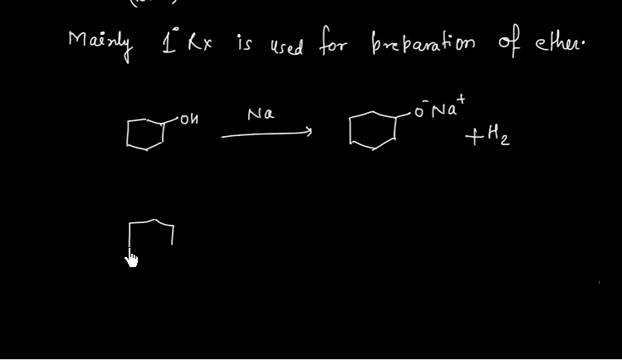 Mainly 1° Rx is used for preparation of ether.
OH Na O⁻Na⁺ + H₂